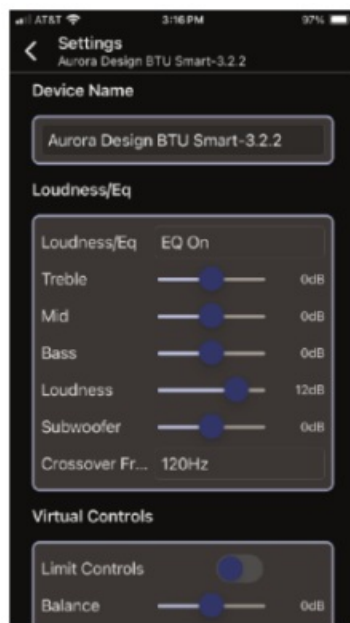 AT&T 3:16 PM 97%
Settings
Aurora Design BTU Smart-3.2.2
Device Name
Aurora Design BTU Smart-3.2.2
Loudness/Eq
Loudness/Eq EQ On
Treble 0dB
Mid 0dB
Bass 0dB
Loudness 12dB
Subwoofer 0dB
Crossover Fr... 120Hz
Virtual Controls
Limit Controls
Balance 0dB